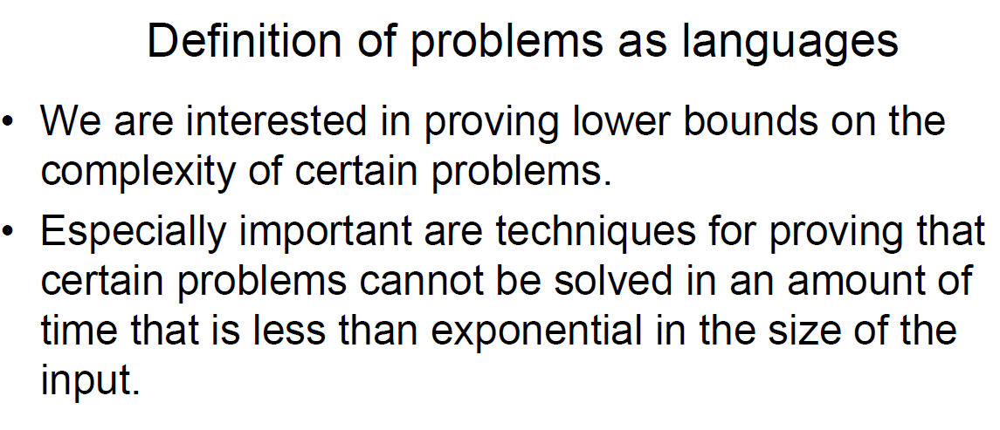 Definition of problems as languages
• We are interested in proving lower bounds on the
complexity of certain problems.
• Especially important are techniques for proving that
certain problems cannot be solved in an amount of
time that is less than exponential in the size of the
input.